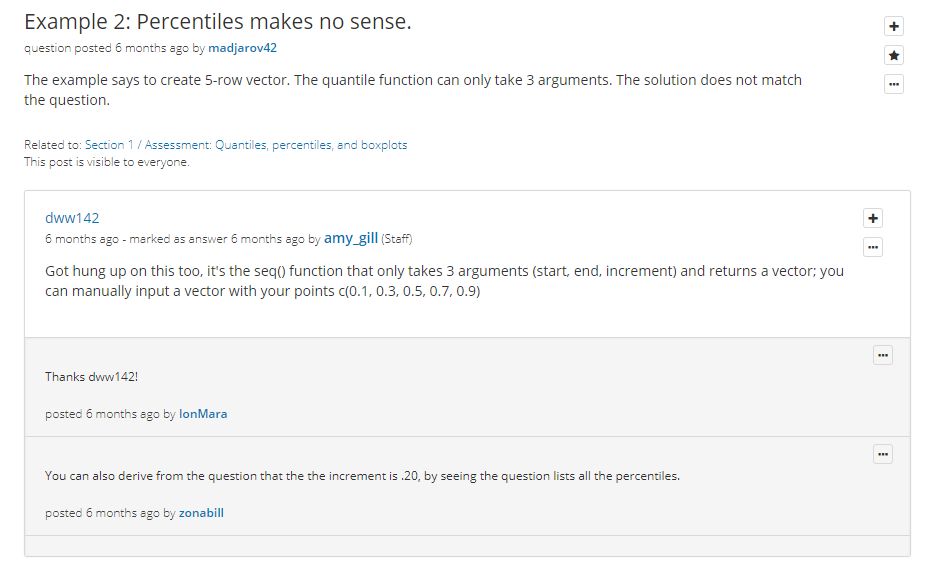 Example 2: Percentiles makes no sense.
question posted 6 months ago by madjarov42
The example says to create 5-row vector. The quantile function can only take 3 arguments. The solution does not match
the question.
Related to: Section 1 / Assessment: Quantiles, percentiles, and boxplots
This post is visible to everyone.
dww142
6 months ago - marked as answer 6 months ago by amy_gill (Staff)
Got hung up on this too, it's the seq() function that only takes 3 arguments (start, end, increment) and returns a vector; you
can manually input a vector with your points c(0.1, 0.3, 0.5, 0.7, 0.9)
Thanks dww142!
posted 6 months ago by IonMara
You can also derive from the question that the the increment is .20, by seeing the question lists all the percentiles.
posted 6 months ago by zonabill